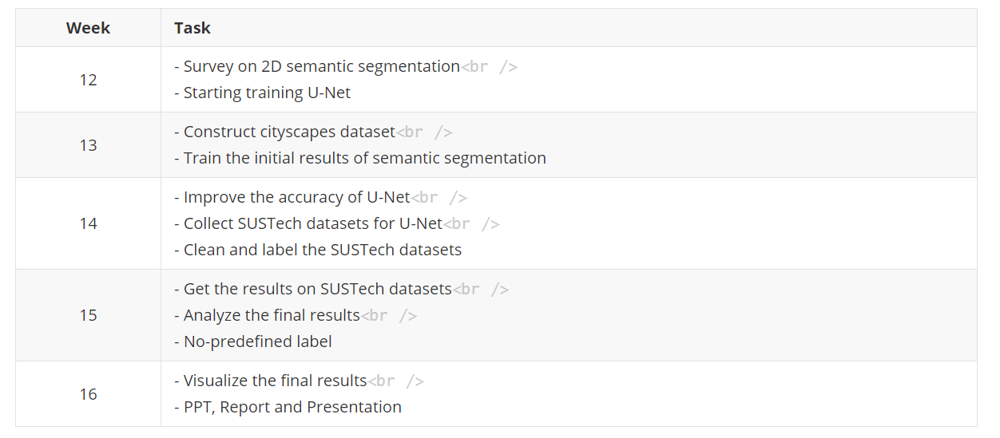 Week Task
12
- Survey on 2D semantic segmentation<br />
- Starting training U-Net
13
- Construct cityscapes dataset<br />
- Train the initial results of semantic segmentation
14
- Improve the accuracy of U-Net<br />
- Collect SUSTech datasets for U-Net<br />
- Clean and label the SUSTech datasets
15
- Get the results on SUSTech datasets<br />
- Analyze the final results<br />
- No-predefined label
16
- Visualize the final results<br />
- PPT, Report and Presentation